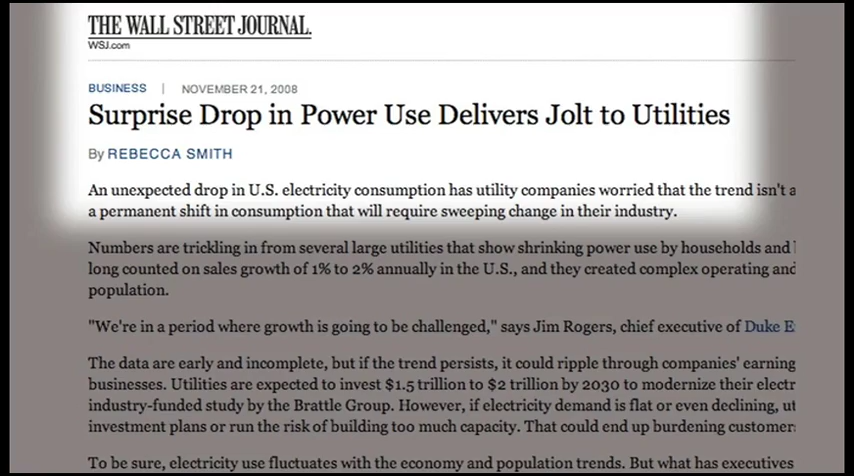 THE WALL STREET JOURNAL.
WSJ.com
BUSINESS | NOVEMBER 21, 2008
Surprise Drop in Power Use Delivers Jolt to Utilities
By REBECCA SMITH
An unexpected drop in U.S. electricity consumption has utility companies worried that the trend isn't a
a permanent shift in consumption that will require sweeping change in their industry.
Numbers are trickling in from several large utilities that show shrinking power use by households and
long counted on sales growth of 1% to 2% annually in the U.S., and they created complex operating and
population.
"We're in a period where growth is going to be challenged," says Jim Rogers, chief executive of Duke E
The data are early and incomplete, but if the trend persists, it could ripple through companies' earning
businesses. Utilities are expected to invest $1.5 trillion to $2 trillion by 2030 to modernize their electr
industry-funded study by the Brattle Group. However, if electricity demand is flat or even declining, ut
investment plans or run the risk of building too much capacity. That could end up burdening customer
To be sure, electricity use fluctuates with the economy and population trends. But what has executives